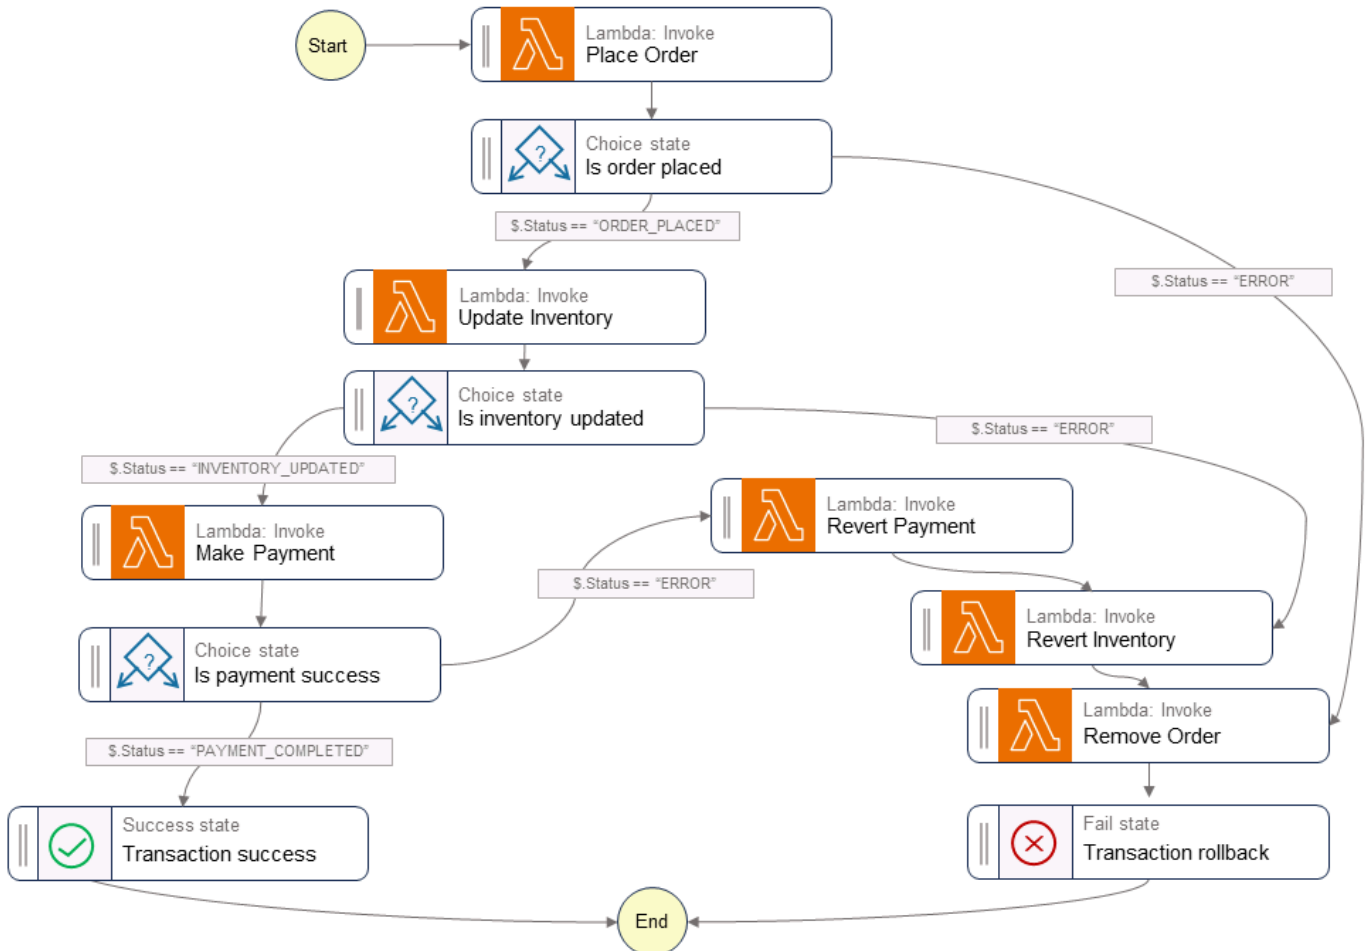 Start
Lambda: Invoke
Place Order
?
Choice state
Is order placed
$.Status == “ORDER_PLACED”
$.Status == “ERROR”
Lambda: Invoke
Update Inventory
?
Choice state
Is inventory updated
$.Status == “ERROR”
$.Status == “INVENTORY_UPDATED”
Lambda: Invoke
Make Payment
Lambda: Invoke
Revert Payment
$.Status == “ERROR”
Lambda: Invoke
Revert Inventory
?
Choice state
Is payment success
Lambda: Invoke
Remove Order
$.Status == “PAYMENT_COMPLETED”
Success state
Transaction success
Fail state
Transaction rollback
End